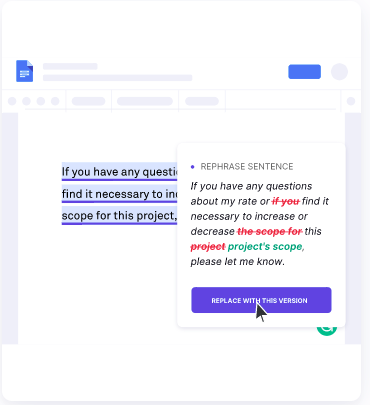 If you have any questi
find it necessary to inc
scope for this project,
REPHRASE SENTENCE
If you have any questions
about my rate or if you find it
necessary to increase or
decrease the scope for this
project project's scope,
please let me know.
REPLACE WITH THIS VERSION